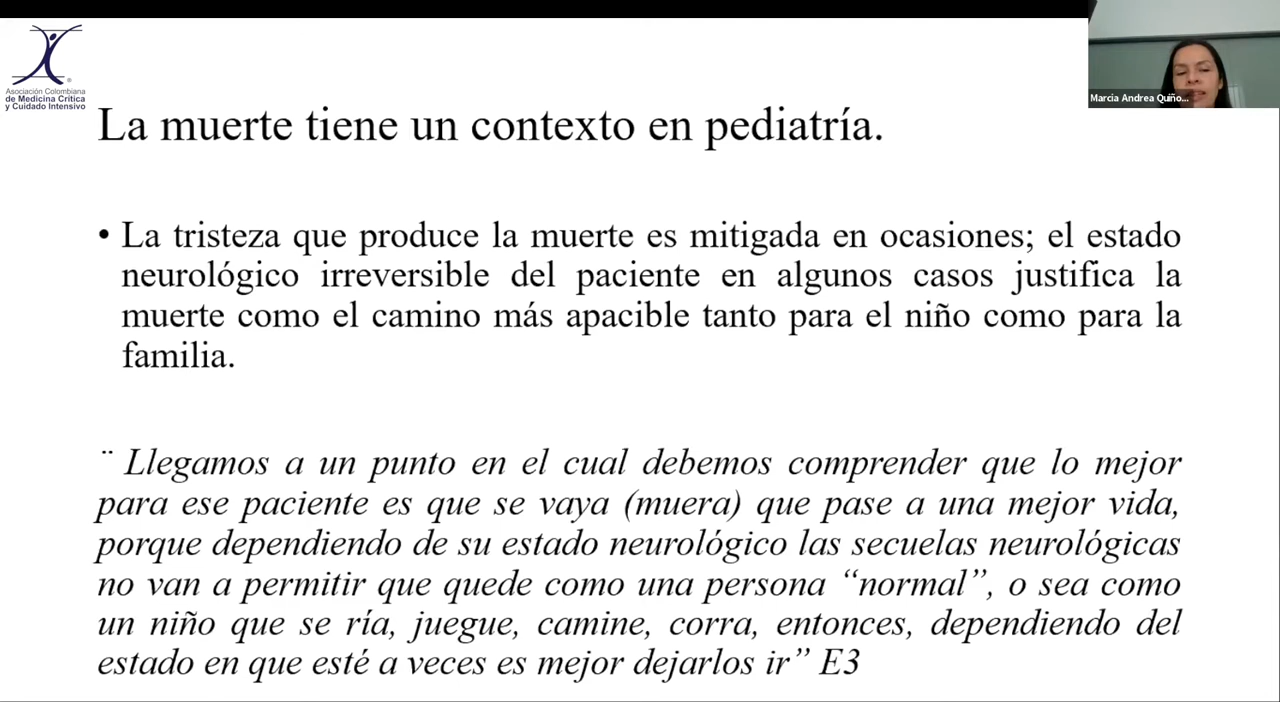 Asociación Colombiana
de Medicina Crítica
y Cuidado Intensivo
Marcia Andrea Quiño...
La muerte tiene un contexto en pediatría.
• La tristeza que produce la muerte es mitigada en ocasiones; el estado
neurológico irreversible del paciente en algunos casos justifica la
muerte como el camino más apacible tanto para el niño como para la
familia.
¨ Llegamos a un punto en el cual debemos comprender que lo mejor
para ese paciente es que se vaya (muera) que pase a una mejor vida,
porque dependiendo de su estado neurológico las secuelas neurológicas
no van a permitir que quede como una persona “normal”, o sea como
un niño que se ría, juegue, camine, corra, entonces, dependiendo del
estado en que esté a veces es mejor dejarlos ir” E3